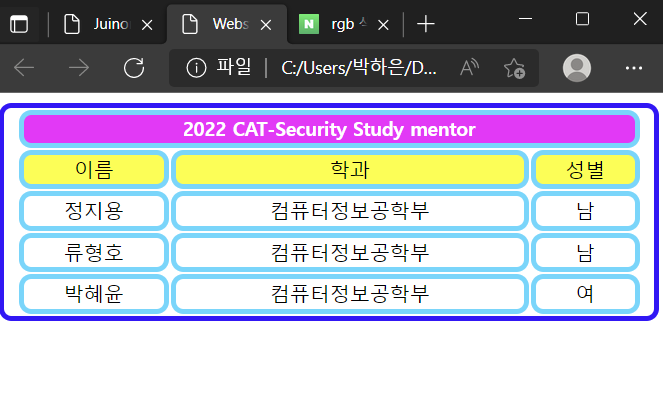 Juino
Webs
N
rgb
파일
C:/Users/박하은/D...
2022 CAT-Security Study mentor
이름 학과 성별
정지용 컴퓨터정보공학부 남
류형호 컴퓨터정보공학부 남
박혜윤 컴퓨터정보공학부 여